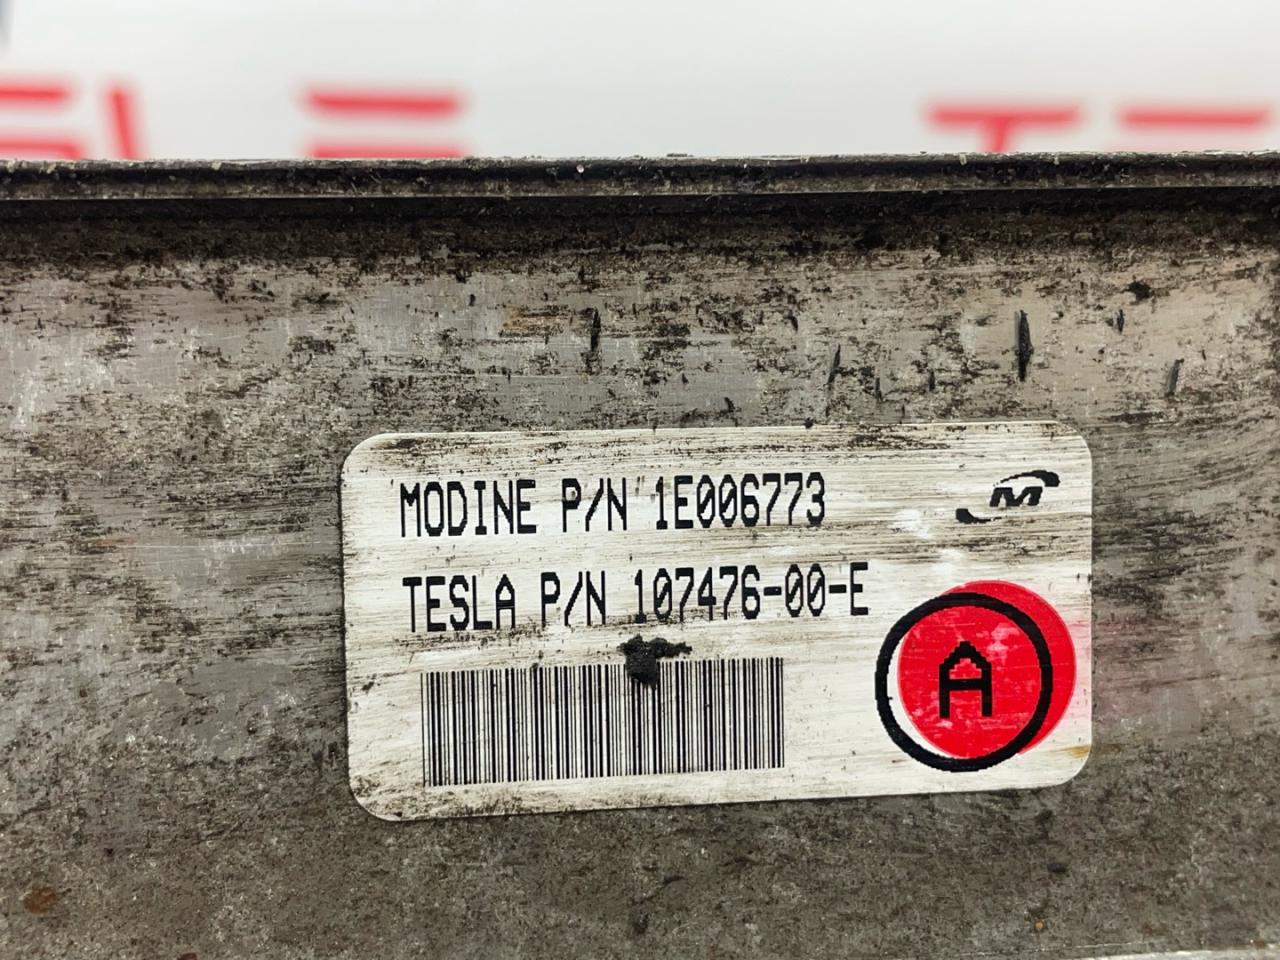 MODINE P/N 1E006773
M
TESLA P/N 107476-00-E
A